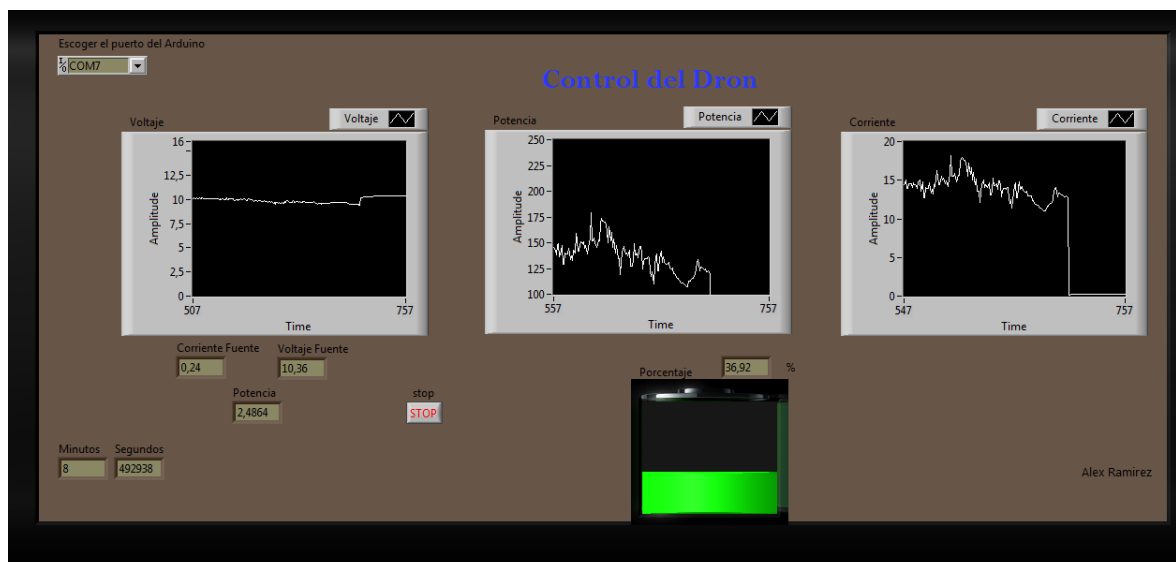 Escoger el puerto del Arduino
I/O COM7
Control del Dron
Voltaje
Voltaje
16
12,5
10
7,5
5
2,5
0
Amplitude
507
757
Time
Potencia
Potencia
250
225
200
175
150
125
100
Amplitude
557
757
Time
Corriente
Corriente
20
15
10
5
0
Amplitude
547
757
Time
Corriente Fuente
0,24
Voltaje Fuente
10,36
Potencia
2,4864
stop
STOP
Porcentaje
36,92 %
Minutos
8
Segundos
492938
Alex Ramirez